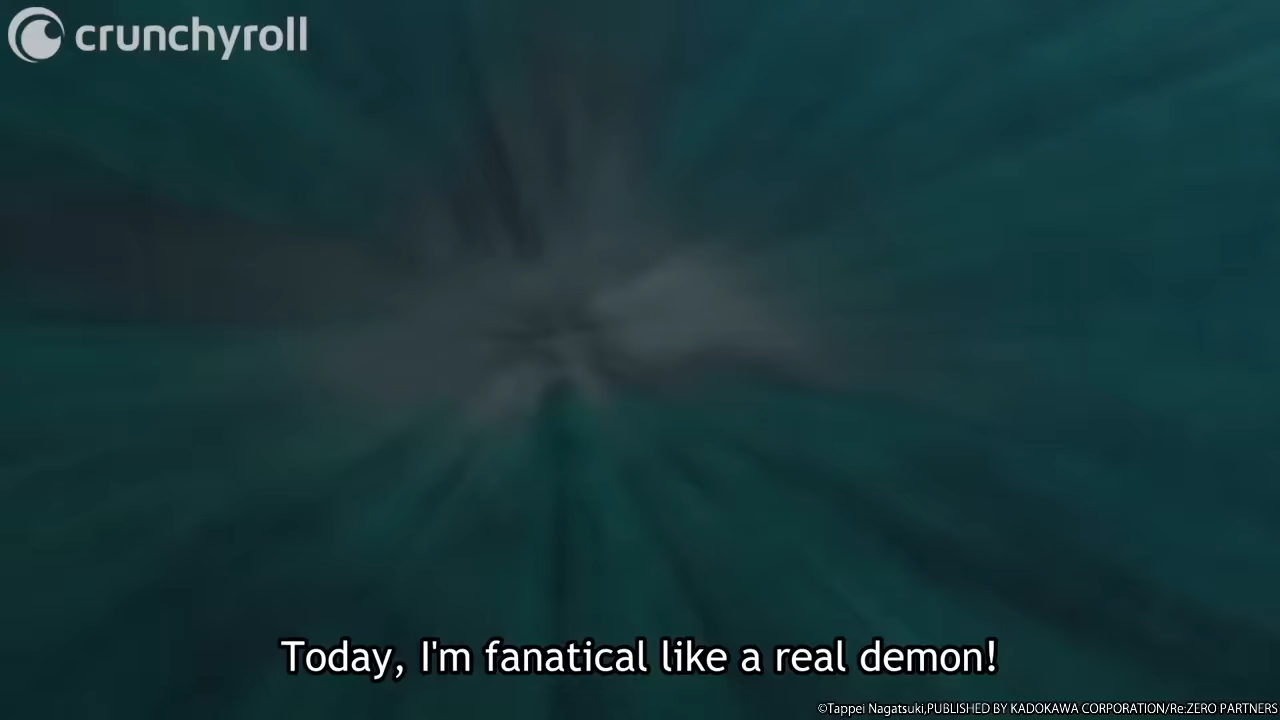 crunchyroll
Today, I'm fanatical like a real demon!
©Tappei Nagatsuki,PUBLISHED BY KADOKAWA CORPORATION/Re:ZERO PARTNERS